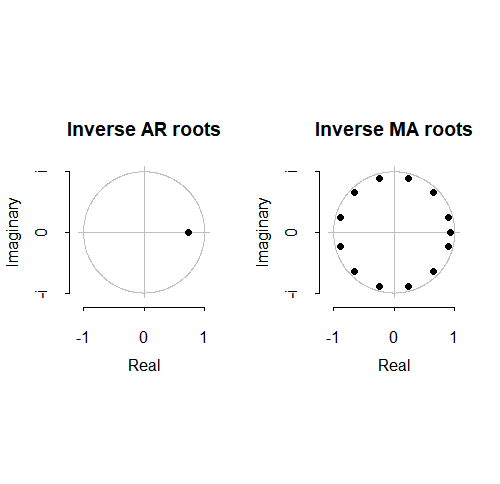 Inverse AR roots
Imaginary
i
0
-i
-1 0 1
Real
Inverse MA roots
Imaginary
i
0
-i
-1 0 1
Real